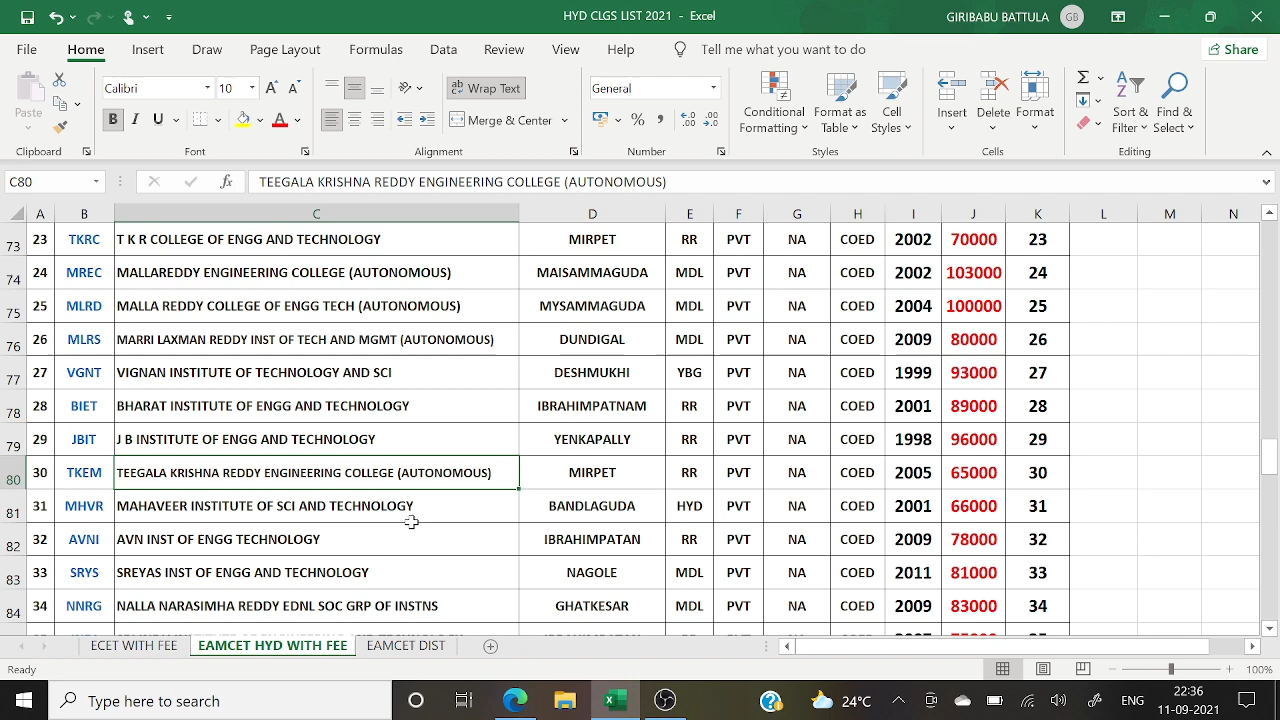 HYD CLGS LIST 2021 - Excel
GIRIBABU BATTULA GB
File Home Insert Draw Page Layout Formulas Data Review View Help Tell me what you want to do Share
Paste
Calibri 10 A A
B I U A
Wrap Text
Merge & Center
General
% ,
Conditional Formatting
Format as Table
Cell Styles
Insert Delete Format
Sort & Filter
Find & Select
Clipboard Font Alignment Number Styles Cells Editing
C80 fx TEEGALA KRISHNA REDDY ENGINEERING COLLEGE (AUTONOMOUS)
A B C D E F G H I J K L M N
73 23 TKRC T K R COLLEGE OF ENGG AND TECHNOLOGY MIRPET RR PVT NA COED 2002 70000 23
74 24 MREC MALLAREDDY ENGINEERING COLLEGE (AUTONOMOUS) MAISAMMAGUDA MDL PVT NA COED 2002 103000 24
75 25 MLRD MALLA REDDY COLLEGE OF ENGG TECH (AUTONOMOUS) MYSAMMAGUDA MDL PVT NA COED 2004 100000 25
76 26 MLRS MARRI LAXMAN REDDY INST OF TECH AND MGMT (AUTONOMOUS) DUNDIGAL MDL PVT NA COED 2009 80000 26
77 27 VGNT VIGNAN INSTITUTE OF TECHNOLOGY AND SCI DESHMUKHI YBG PVT NA COED 1999 93000 27
78 28 BIET BHARAT INSTITUTE OF ENGG AND TECHNOLOGY IBRAHIMPATNAM RR PVT NA COED 2001 89000 28
79 29 JBIT J B INSTITUTE OF ENGG AND TECHNOLOGY YENKAPALLY RR PVT NA COED 1998 96000 29
80 30 TKEM TEEGALA KRISHNA REDDY ENGINEERING COLLEGE (AUTONOMOUS) MIRPET RR PVT NA COED 2005 65000 30
81 31 MHVR MAHAVEER INSTITUTE OF SCI AND TECHNOLOGY BANDLAGUDA HYD PVT NA COED 2001 66000 31
82 32 AVNI AVN INST OF ENGG TECHNOLOGY IBRAHIMPATAN RR PVT NA COED 2009 78000 32
83 33 SRYS SREYAS INST OF ENGG AND TECHNOLOGY NAGOLE MDL PVT NA COED 2011 81000 33
84 34 NNRG NALLA NARASIMHA REDDY EDNL SOC GRP OF INSTNS GHATKESAR MDL PVT NA COED 2009 83000 34
ECET WITH FEE EAMCET HYD WITH FEE EAMCET DIST
Ready 100%
Type here to search 24°C ENG 22:36
11-09-2021